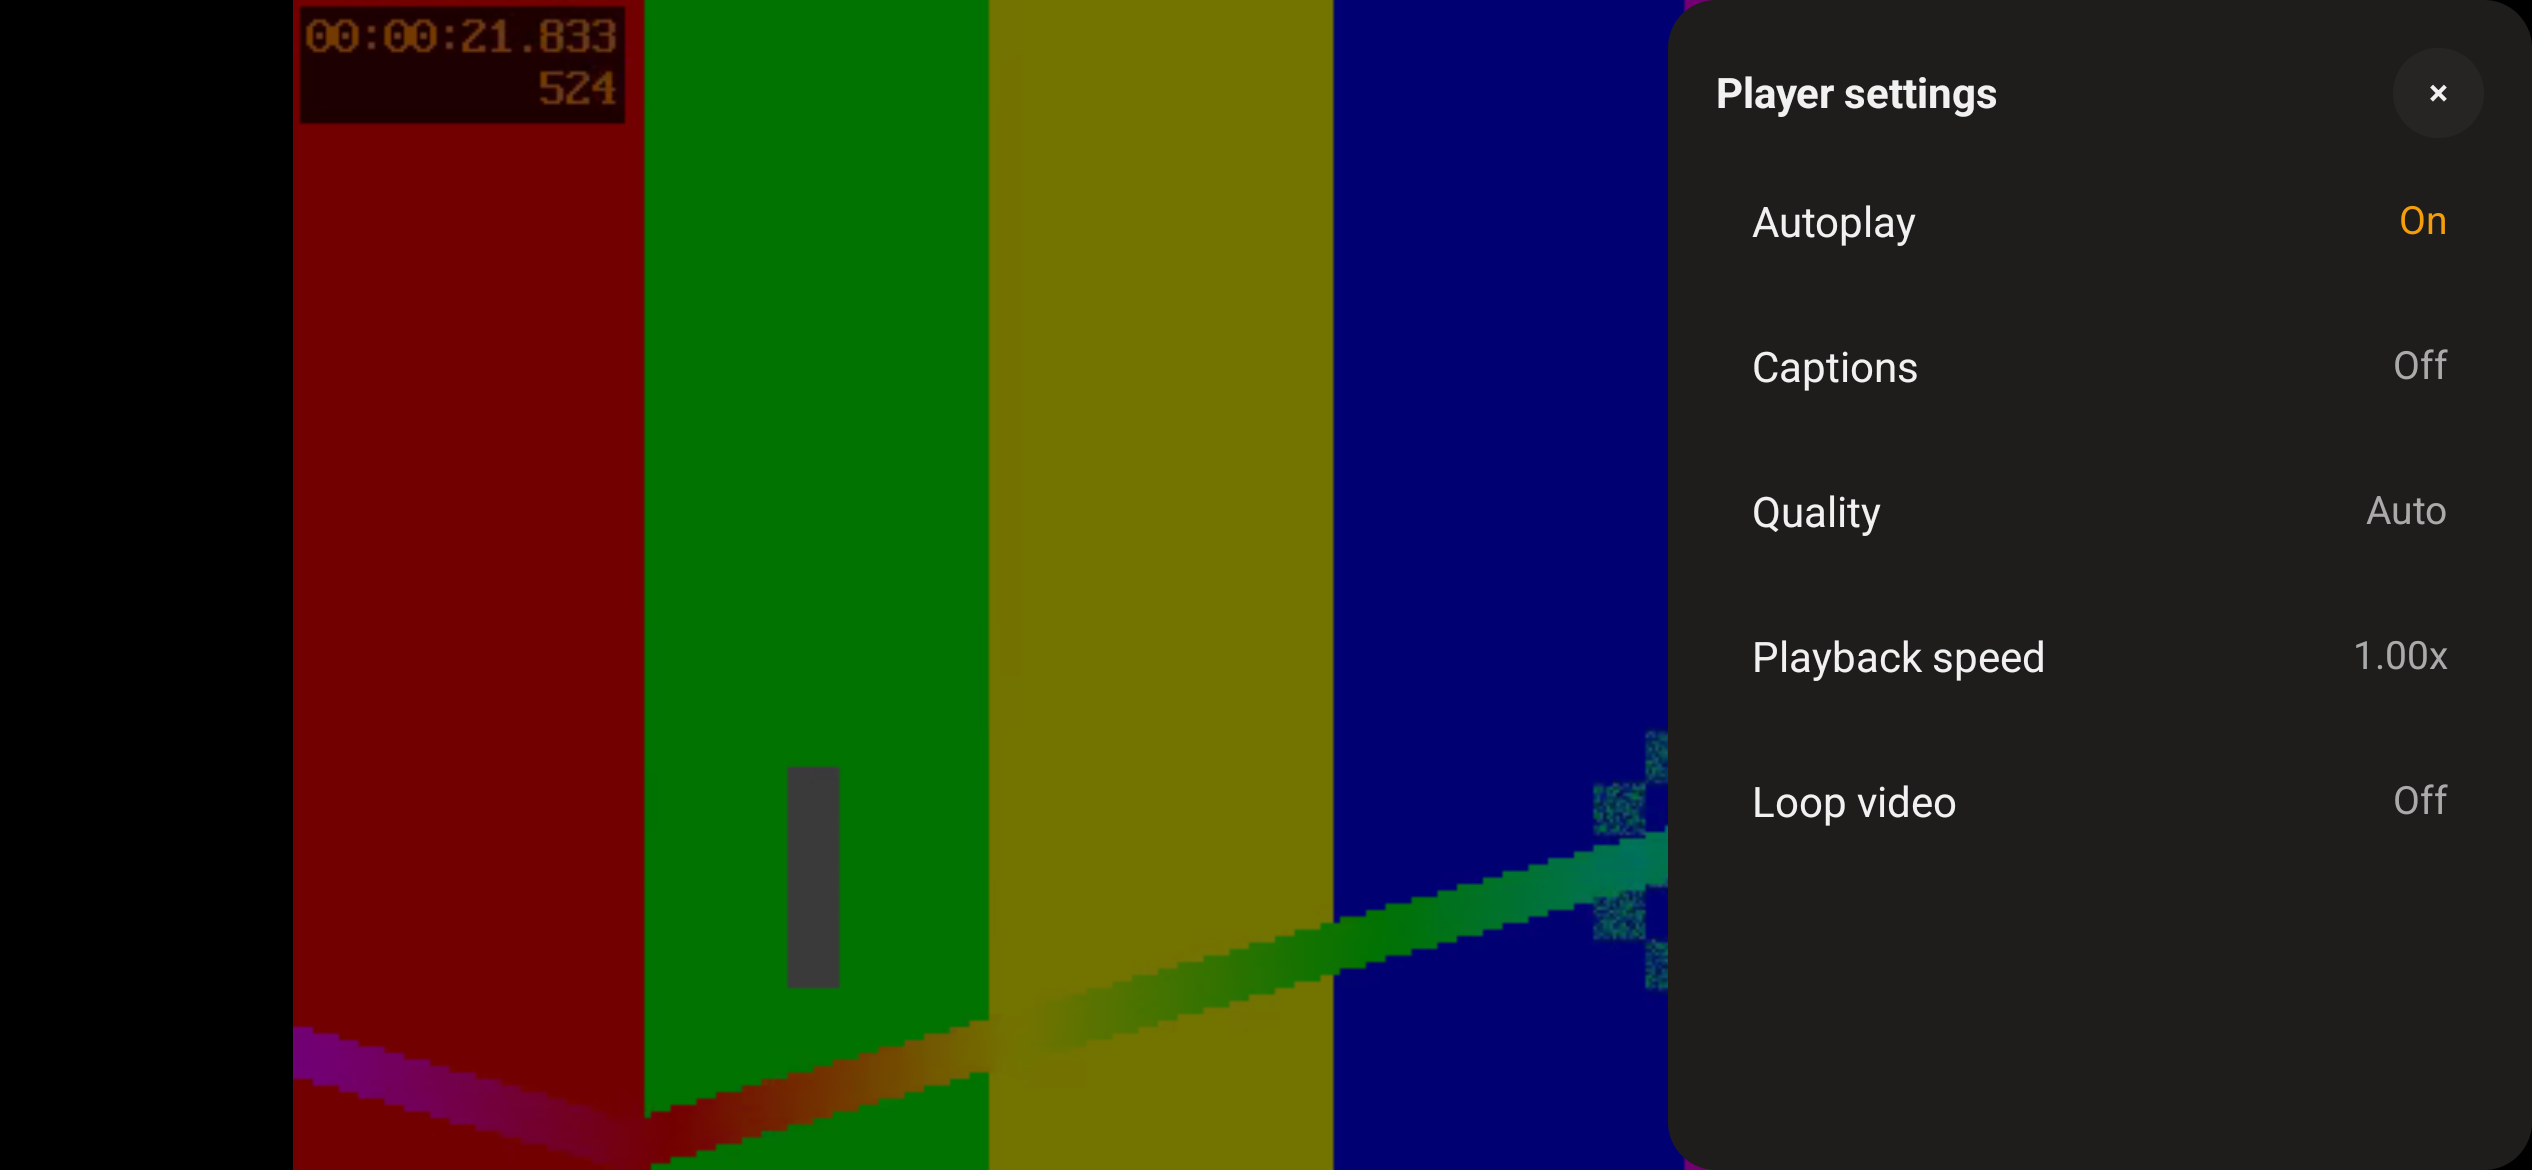 00:00:21.833
524
Player settings
×
Autoplay On
Captions Off
Quality Auto
Playback speed 1.00x
Loop video Off